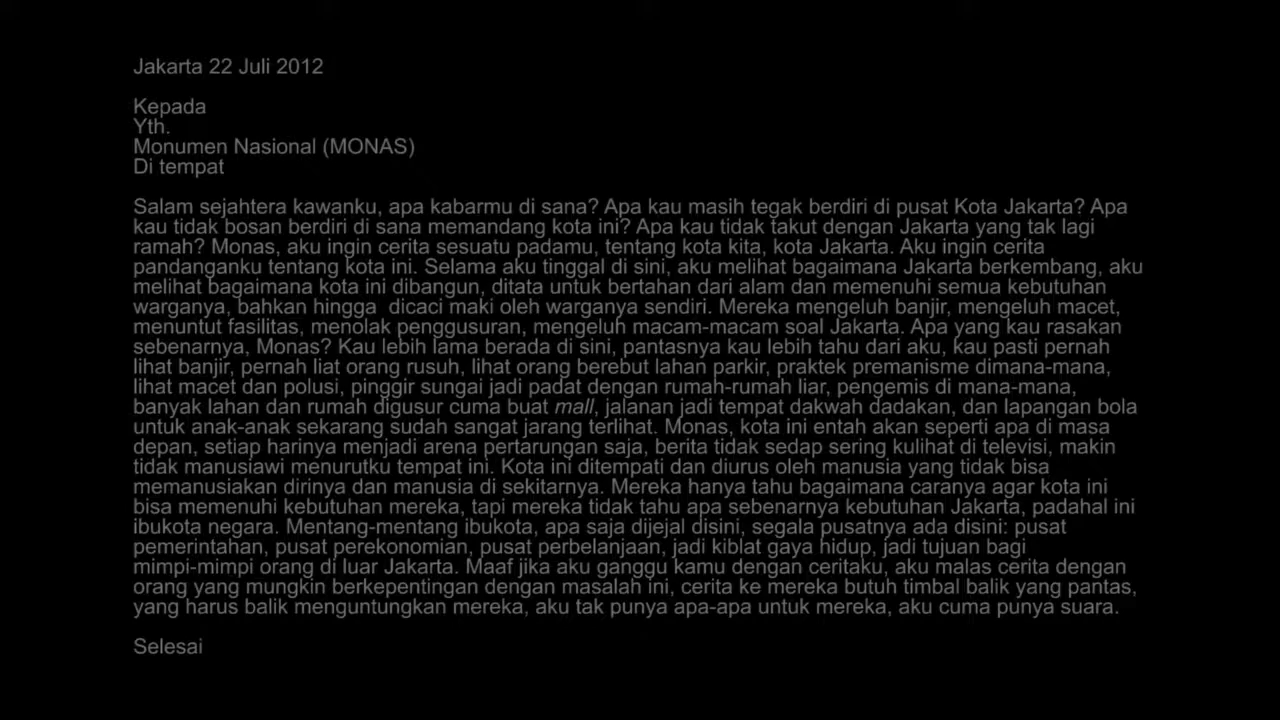 Jakarta 22 Juli 2012
Kepada
Yth.
Monumen Nasional (MONAS)
Di tempat
Salam sejahtera kawanku, apa kabarmu di sana? Apa kau masih tegak berdiri di pusat Kota Jakarta? Apa
kau tidak bosan berdiri di sana memandang kota ini? Apa kau tidak takut dengan Jakarta yang tak lagi
ramah? Monas, aku ingin cerita sesuatu padamu, tentang kota kita, kota Jakarta. Aku ingin cerita
pandanganku tentang kota ini. Selama aku tinggal di sini, aku melihat bagaimana Jakarta berkembang, aku
melihat bagaimana kota ini dibangun, ditata untuk bertahan dari alam dan memenuhi semua kebutuhan
warganya, bahkan hingga  dicaci maki oleh warganya sendiri. Mereka mengeluh banjir, mengeluh macet,
menuntut fasilitas, menolak penggusuran, mengeluh macam-macam soal Jakarta. Apa yang kau rasakan
sebenarnya, Monas? Kau lebih lama berada di sini, pantasnya kau lebih tahu dari aku, kau pasti pernah
lihat banjir, pernah liat orang rusuh, lihat orang berebut lahan parkir, praktek premanisme dimana-mana,
lihat macet dan polusi, pinggir sungai jadi padat dengan rumah-rumah liar, pengemis di mana-mana,
banyak lahan dan rumah digusur cuma buat mall, jalanan jadi tempat dakwah dadakan, dan lapangan bola
untuk anak-anak sekarang sudah sangat jarang terlihat. Monas, kota ini entah akan seperti apa di masa
depan, setiap harinya menjadi arena pertarungan saja, berita tidak sedap sering kulihat di televisi, makin
tidak manusiawi menurutku tempat ini. Kota ini ditempati dan diurus oleh manusia yang tidak bisa
memanusiakan dirinya dan manusia di sekitarnya. Mereka hanya tahu bagaimana caranya agar kota ini
bisa memenuhi kebutuhan mereka, tapi mereka tidak tahu apa sebenarnya kebutuhan Jakarta, padahal ini
ibukota negara. Mentang-mentang ibukota, apa saja dijejal disini, segala pusatnya ada disini: pusat
pemerintahan, pusat perekonomian, pusat perbelanjaan, jadi kiblat gaya hidup, jadi tujuan bagi
mimpi-mimpi orang di luar Jakarta. Maaf jika aku ganggu kamu dengan ceritaku, aku malas cerita dengan
orang yang mungkin berkepentingan dengan masalah ini, cerita ke mereka butuh timbal balik yang pantas,
yang harus balik menguntungkan mereka, aku tak punya apa-apa untuk mereka, aku cuma punya suara.
Selesai